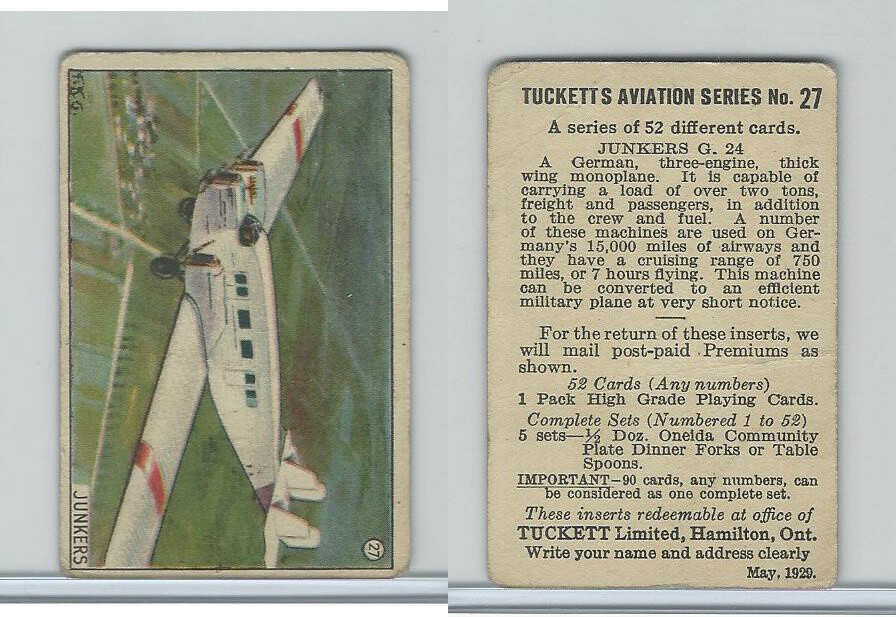 F.K.G.
JUNKERS
27
TUCKETTS AVIATION SERIES No. 27
A series of 52 different cards.
JUNKERS G. 24
A German, three-engine, thick
wing monoplane. It is capable of
carrying a load of over two tons,
freight and passengers, in addition
to the crew and fuel. A number
of these machines are used on Ger-
many's 15,000 miles of airways and
they have a cruising range of 750
miles, or 7 hours flying. This machine
can be converted to an efficient
military plane at very short notice.
For the return of these inserts, we
will mail post-paid Premiums as
shown.
52 Cards (Any numbers)
1 Pack High Grade Playing Cards.
Complete Sets (Numbered 1 to 52)
5 sets—½ Doz. Oneida Community
Plate Dinner Forks or Table
Spoons.
IMPORTANT—90 cards, any numbers, can
be considered as one complete set.
These inserts redeemable at office of
TUCKETT Limited, Hamilton, Ont.
Write your name and address clearly
May, 1929.